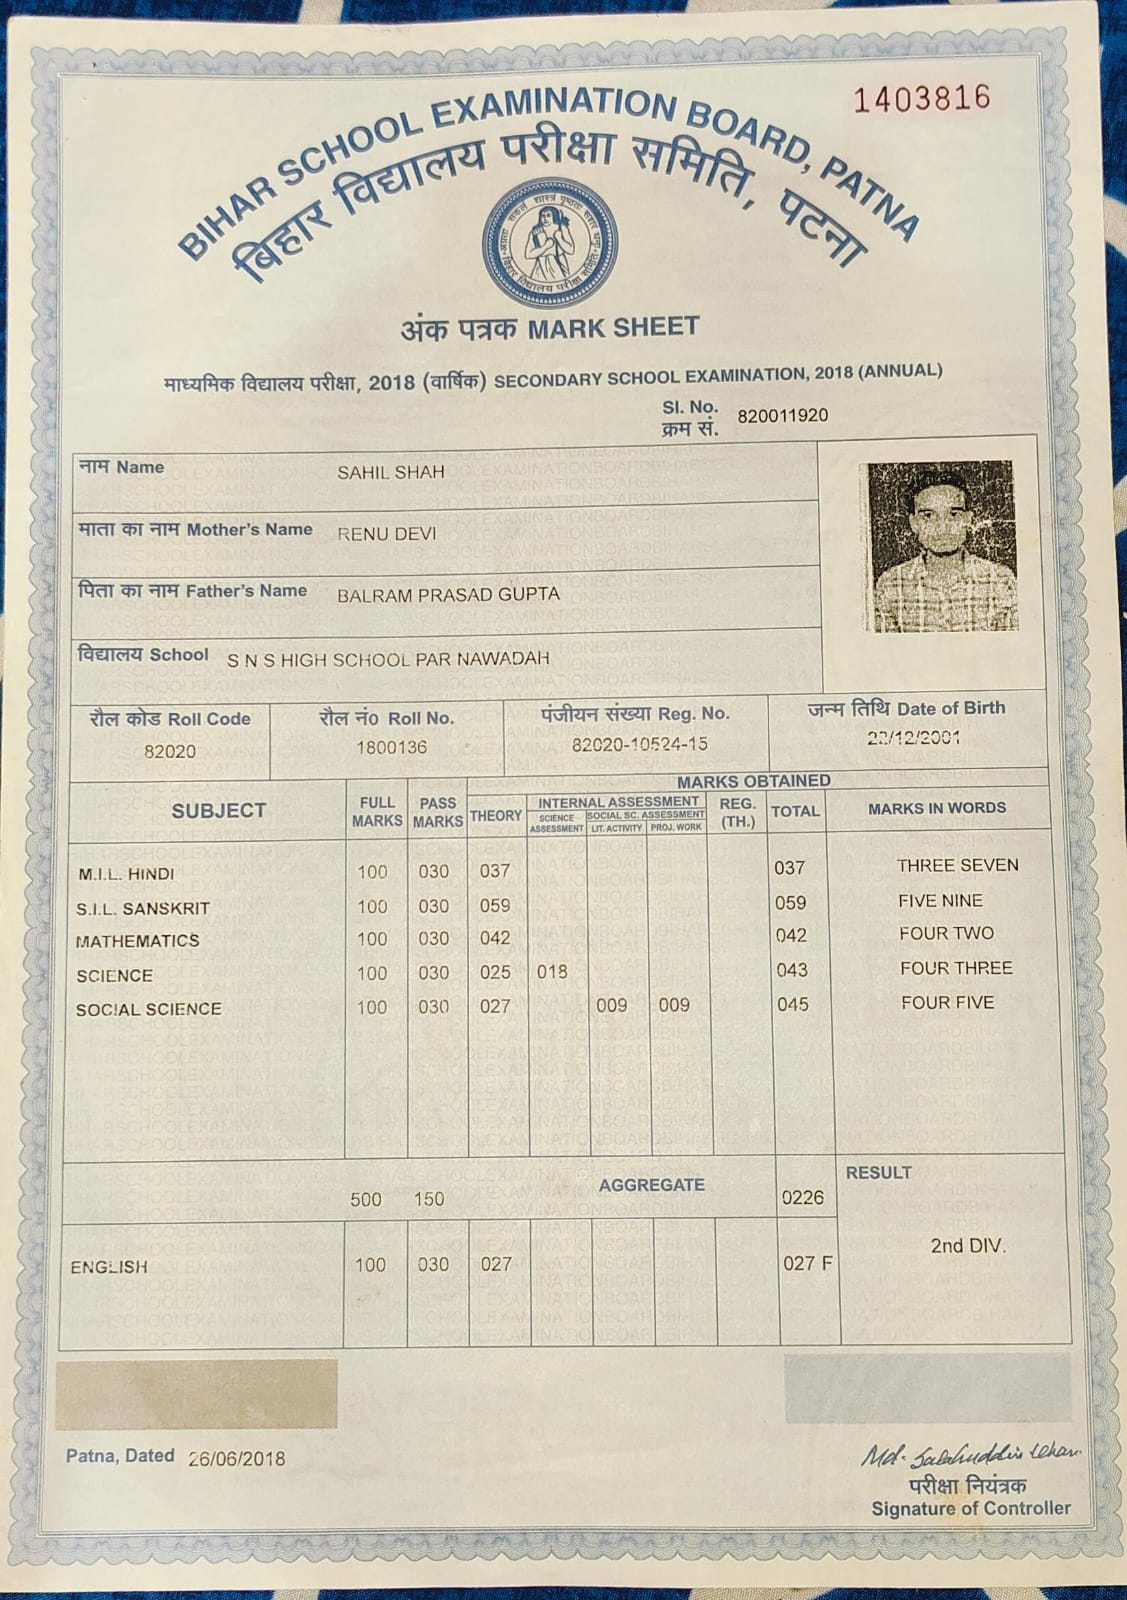 1403816
BIHAR SCHOOL EXAMINATION BOARD, PATNA
बिहार विद्यालय परीक्षा समिति, पटना
बिहार विद्यालय परीक्षा समिति
अंक पत्रक MARK SHEET
माध्यमिक विद्यालय परीक्षा, 2018 (वार्षिक) SECONDARY SCHOOL EXAMINATION, 2018 (ANNUAL)
Sl. No. 820011920
क्रम सं.
नाम Name SAHIL SHAH
माता का नाम Mother's Name RENU DEVI
पिता का नाम Father's Name BALRAM PRASAD GUPTA
विद्यालय School S N S HIGH SCHOOL PAR NAWADAH
रौल कोड Roll Code रौल नं० Roll No. पंजीयन संख्या Reg. No. जन्म तिथि Date of Birth
82020 1800136 82020-10524-15
MARKS OBTAINED
SUBJECT FULL MARKS PASS MARKS THEORY INTERNAL ASSESSMENT REG. (TH.) TOTAL MARKS IN WORDS
SCIENCE ASSESSMENT SOCIAL SC. ASSESSMENT
LIT. ACTIVITY PROJ. WORK
M.I.L. HINDI 100 030 037 037 THREE SEVEN
S.I.L. SANSKRIT 100 030 059 059 FIVE NINE
MATHEMATICS 100 030 042 042 FOUR TWO
SCIENCE 100 030 025 018 043 FOUR THREE
SOCIAL SCIENCE 100 030 027 009 009 045 FOUR FIVE
500 150 AGGREGATE 0226 RESULT
2nd DIV.
ENGLISH 100 030 027 027 F
Patna, Dated 26/06/2018
Md.
परीक्षा नियंत्रक
Signature of Controller